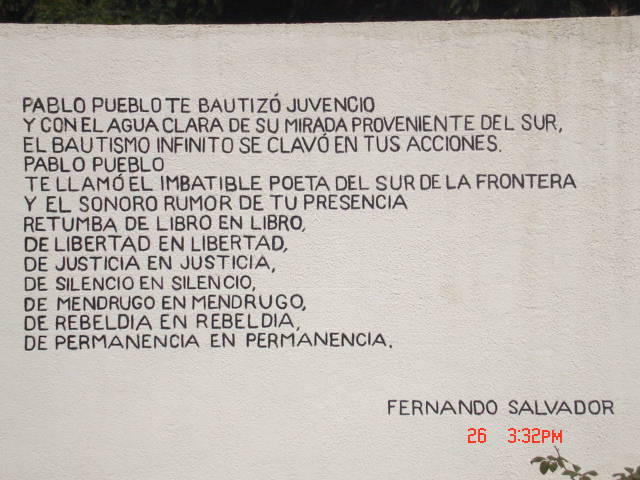 PABLO PUEBLO TE BAUTIZÓ JUVENCIO
Y CON EL AGUA CLARA DE SU MIRADA PROVENIENTE DEL SUR,
EL BAUTISMO INFINITO SE CLAVÓ EN TUS ACCIONES.
PABLO PUEBLO
TE LLAMÓ EL IMBATIBLE POETA DEL SUR DE LA FRONTERA
Y EL SONORO RUMOR DE TU PRESENCIA
RETUMBA DE LIBRO EN LIBRO,
DE LIBERTAD EN LIBERTAD,
DE JUSTICIA EN JUSTICIA,
DE SILENCIO EN SILENCIO,
DE MENDRUGO EN MENDRUGO,
DE REBELDIA EN REBELDIA,
DE PERMANENCIA EN PERMANENCIA.
FERNANDO SALVADOR
26 3:32PM